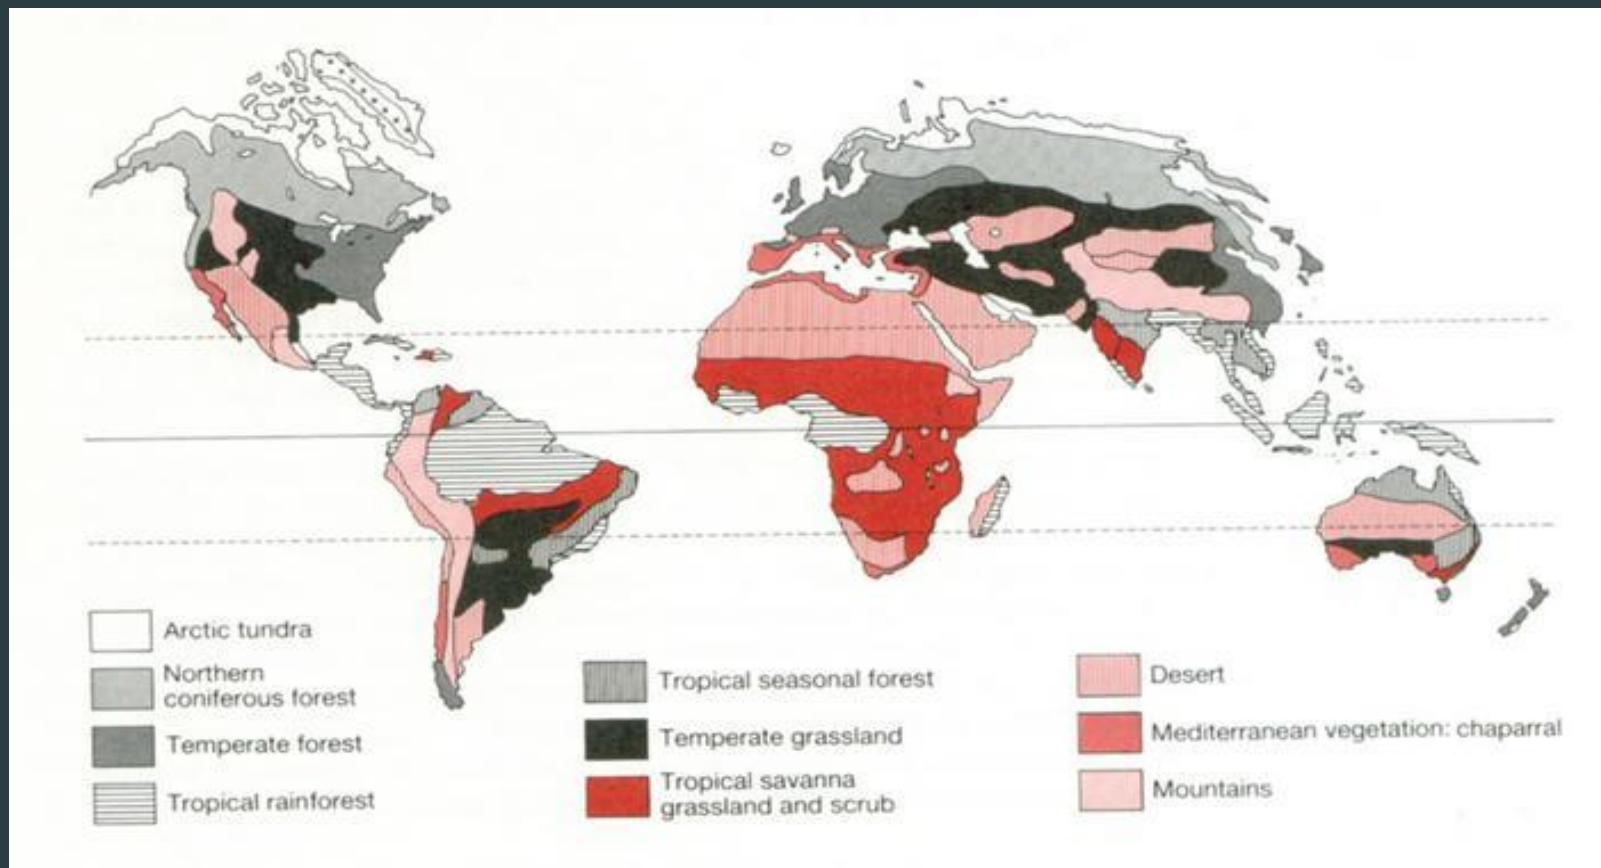 Arctic tundra
Northern
coniferous forest
Temperate forest
Tropical rainforest
Tropical seasonal forest
Temperate grassland
Tropical savanna
grassland and scrub
Desert
Mediterranean vegetation: chaparral
Mountains